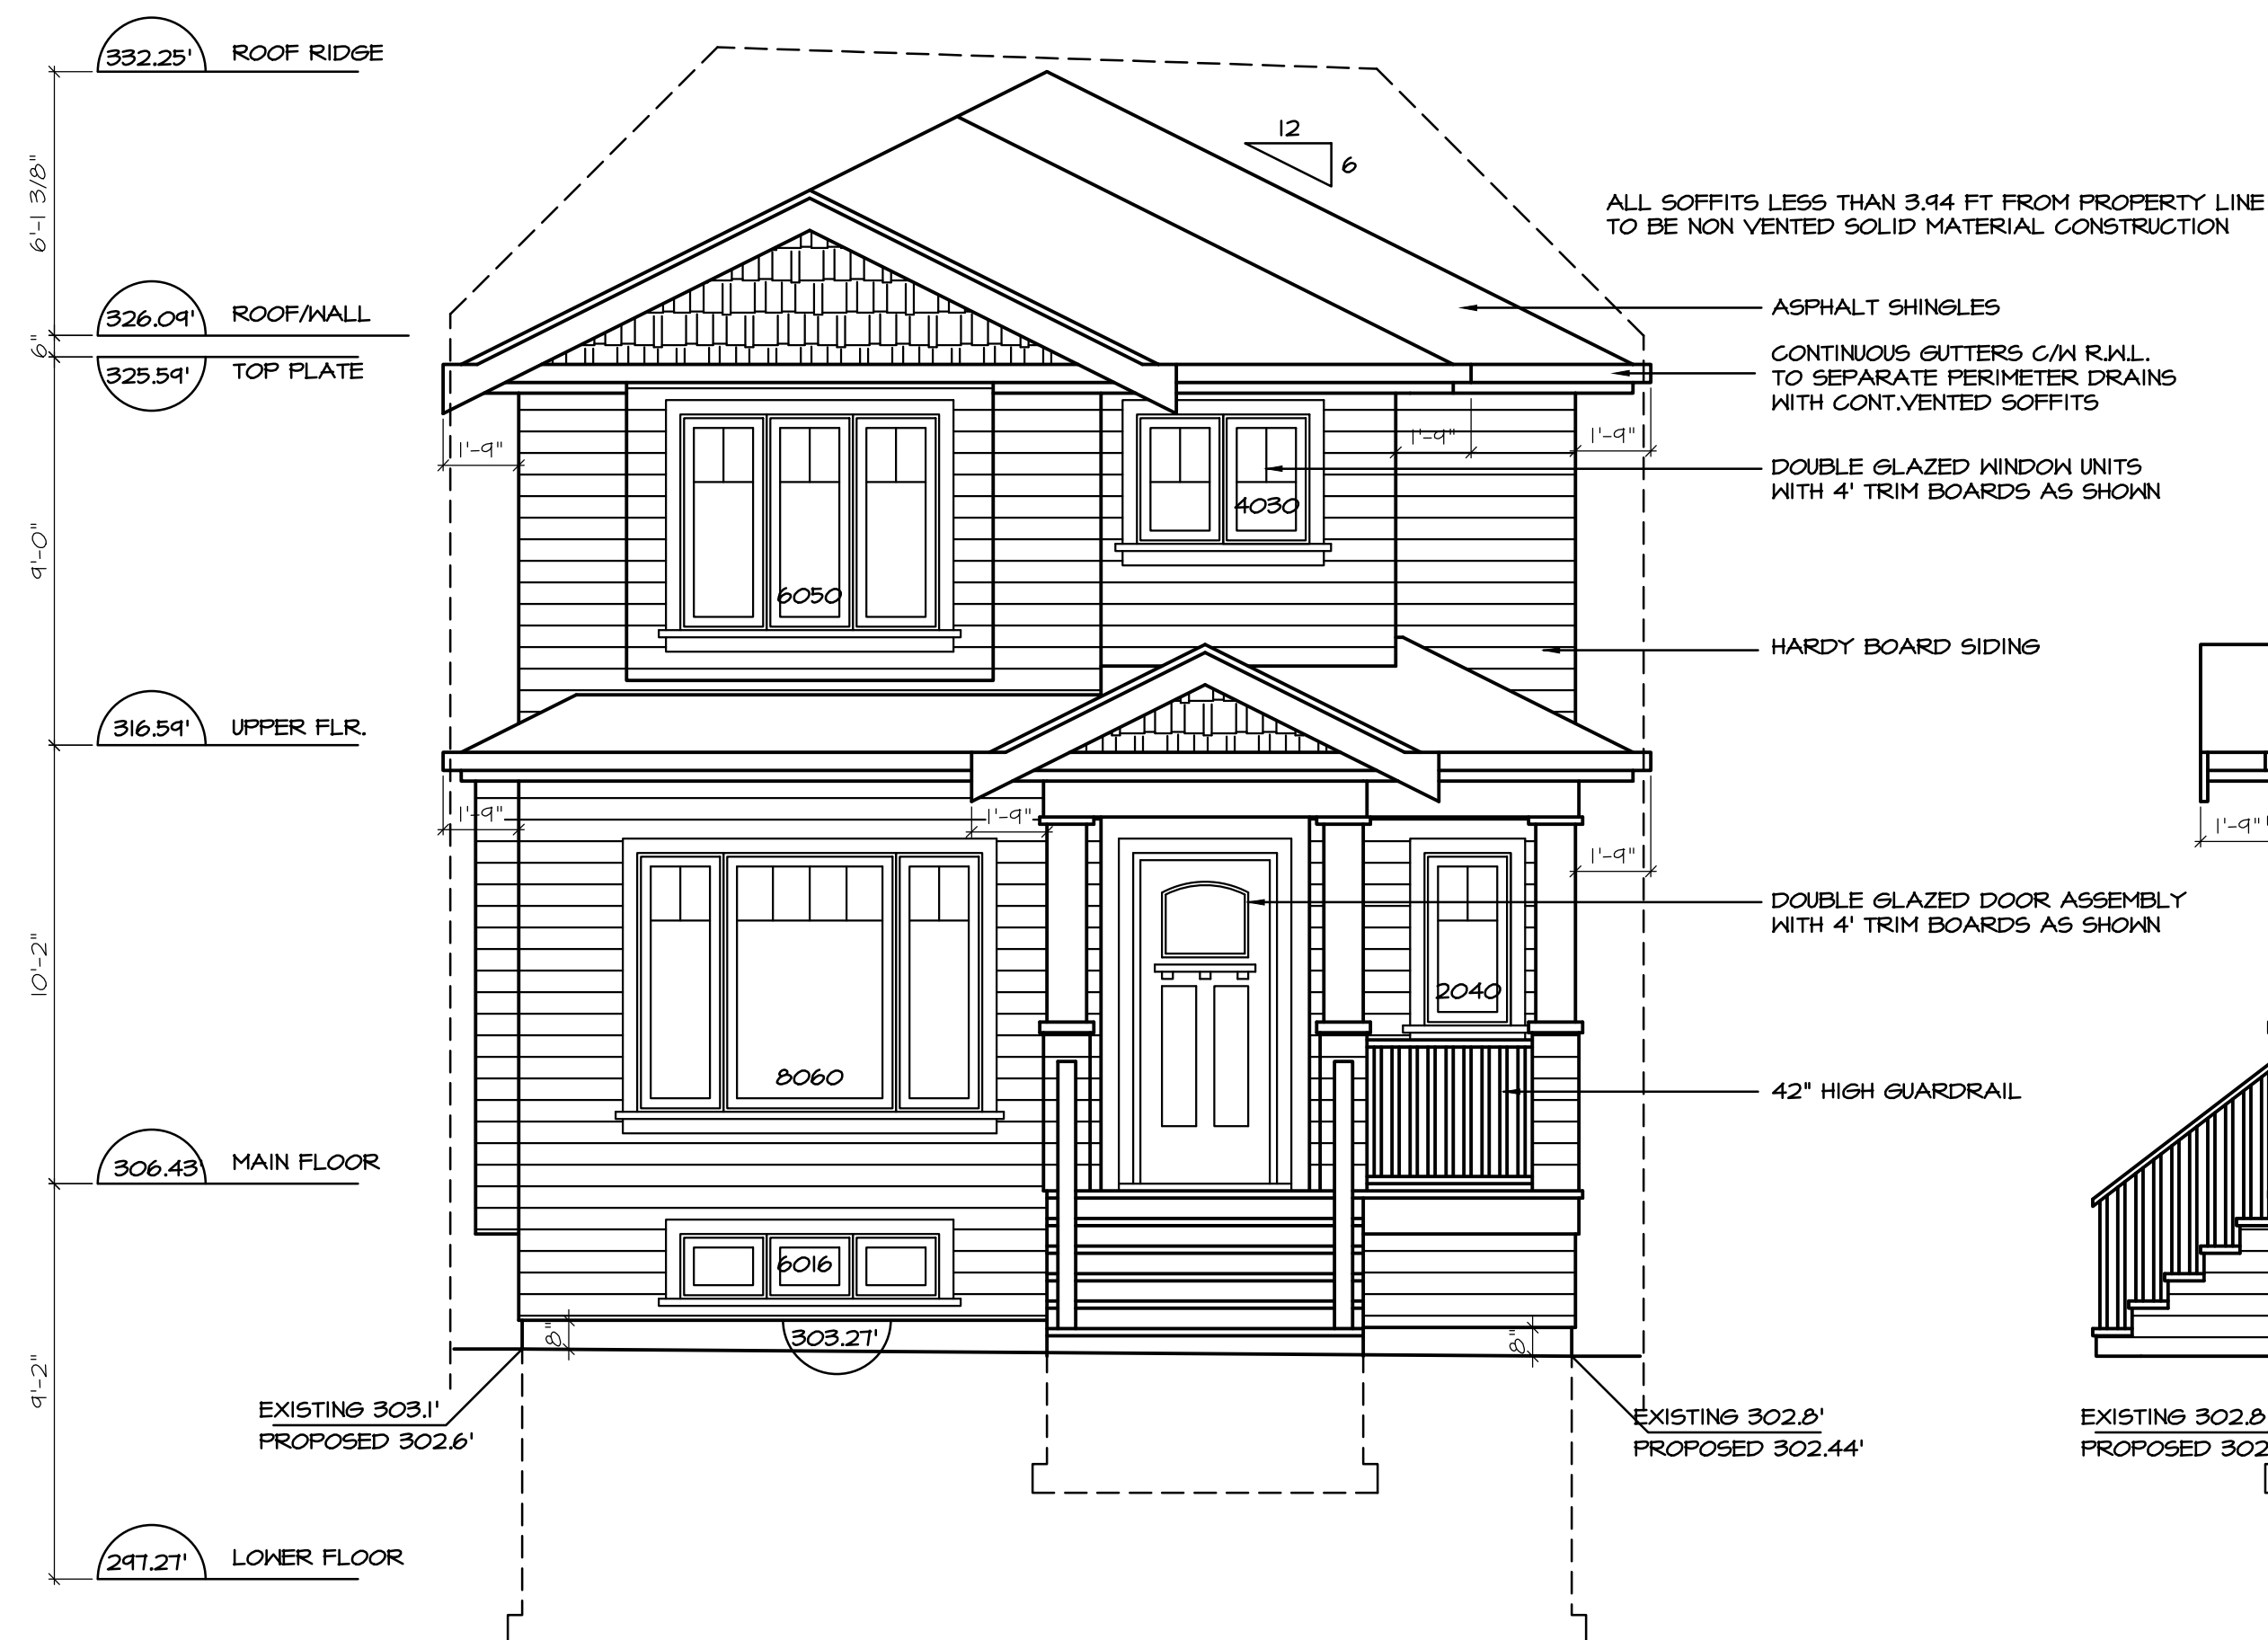 332.25'
ROOF RIDGE
6'-1 3/8"
12
6
ALL SOFFITS LESS THAN 3.94 FT FROM PROPERTY LINE
TO BE NON VENTED SOLID MATERIAL CONSTRUCTION
326.09'
ROOF/WALL
6"
325.59'
TOP PLATE
ASPHALT SHINGLES
CONTINUOUS GUTTERS C/W R.W.L.
TO SEPARATE PERIMETER DRAINS
WITH CONT.VENTED SOFFITS
1'-9"
1'-9"
1'-9"
DOUBLE GLAZED WINDOW UNITS
WITH 4' TRIM BOARDS AS SHOWN
4030
9'-0"
6050
HARDY BOARD SIDING
316.59'
UPPER FLR.
1'-9"
1'-9"
1'-9"
1'-9"
DOUBLE GLAZED DOOR ASSEMBLY
WITH 4' TRIM BOARDS AS SHOWN
10'-2"
2040
8060
42" HIGH GUARDRAIL
306.43'
MAIN FLOOR
6016
8"
303.27'
8"
9'-2"
EXISTING 303.1'
PROPOSED 302.6'
EXISTING 302.8'
PROPOSED 302.44'
EXISTING 302.8
PROPOSED 302
297.27'
LOWER FLOOR